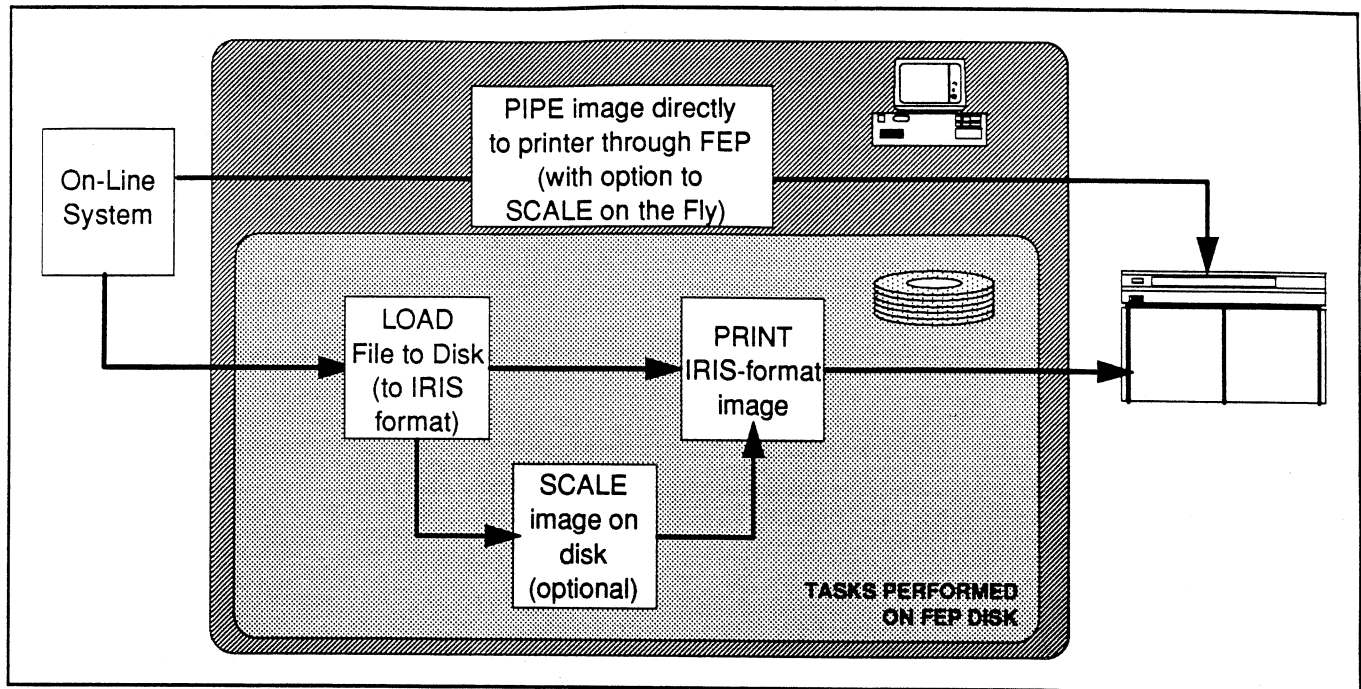 PIPE image directly
to printer through FEP
(with option to
SCALE on the Fly)
On-Line
System
LOAD
File to Disk
(to IRIS
format)
PRINT
IRIS-format
image
SCALE
image on
disk
(optional)
TASKS PERFORMED
ON FEP DISK